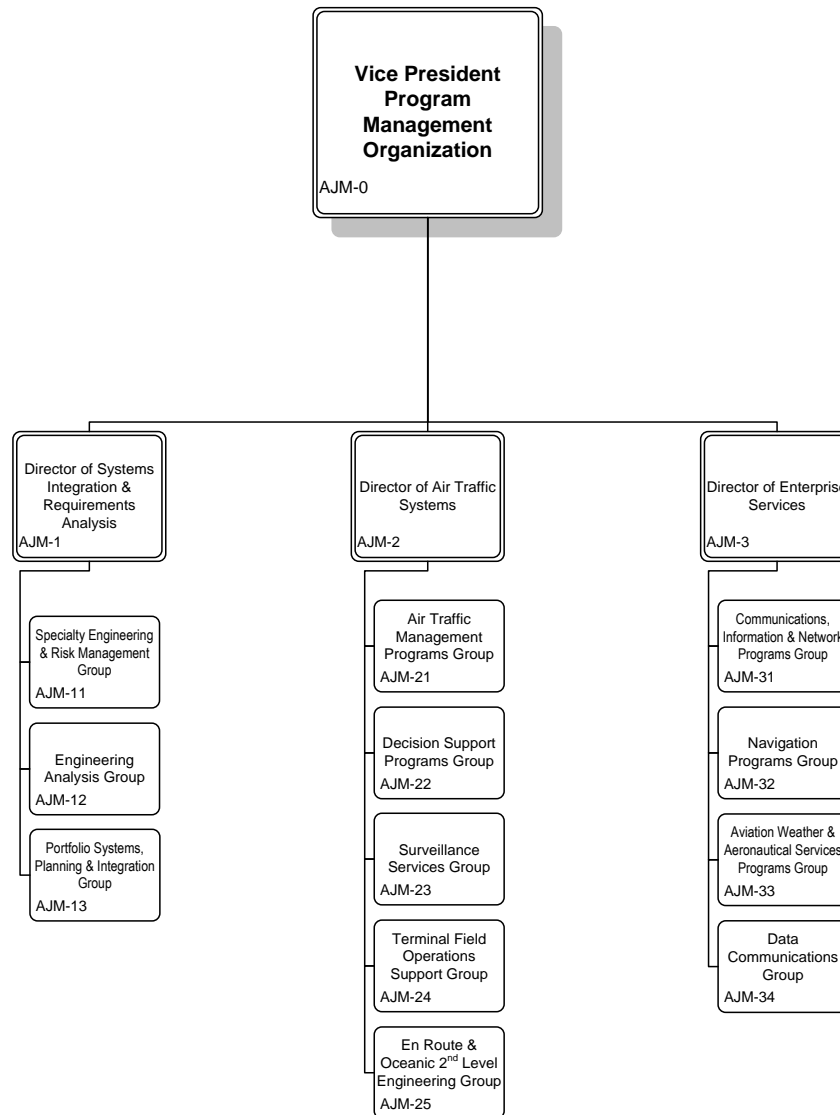 Vice President
Program
Management
Organization
AJM-0
Director of Systems
Integration &
Requirements
Analysis
AJM-1
Director of Air Traffic
Systems
AJM-2
Director of Enterprise
Services
AJM-3
Specialty Engineering
& Risk Management
Group
AJM-11
Engineering
Analysis Group
AJM-12
Portfolio Systems,
Planning & Integration
Group
AJM-13
Air Traffic
Management
Programs Group
AJM-21
Decision Support
Programs Group
AJM-22
Surveillance
Services Group
AJM-23
Terminal Field
Operations
Support Group
AJM-24
En Route &
Oceanic 2nd Level
Engineering Group
AJM-25
Communications,
Information & Network
Programs Group
AJM-31
Navigation
Programs Group
AJM-32
Aviation Weather &
Aeronautical Services
Programs Group
AJM-33
Data
Communications
Group
AJM-34